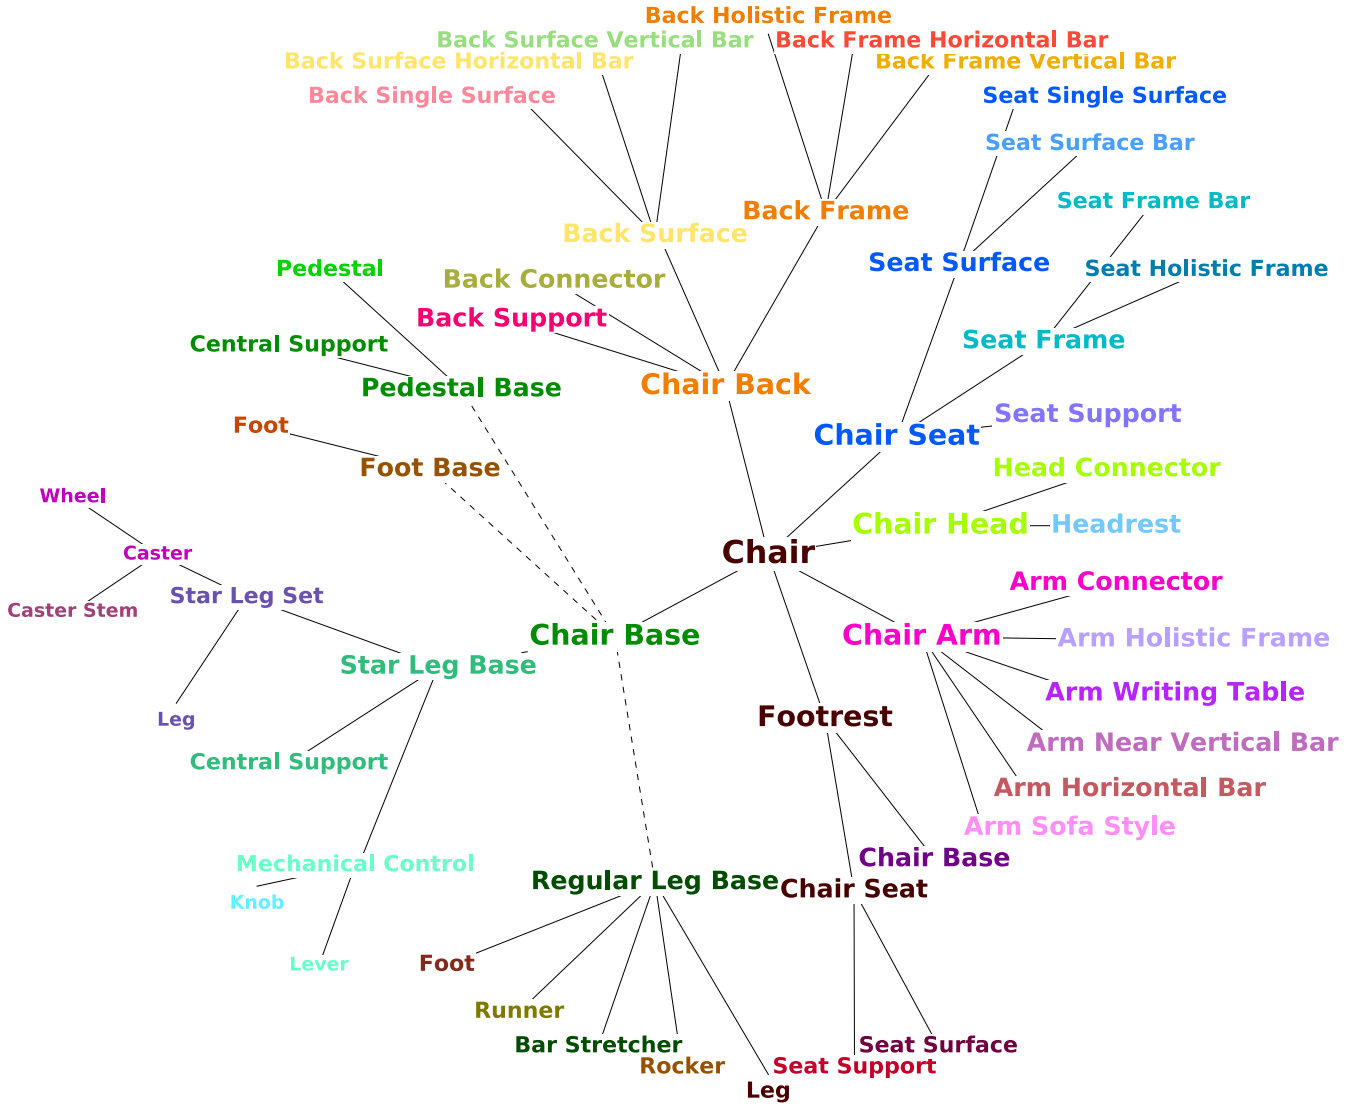 Back Holistic Frame
Back Surface Vertical Bar
Back Frame Horizontal Bar
Back Surface Horizontal Bar
Back Frame Vertical Bar
Back Single Surface
Seat Single Surface
Seat Surface Bar
Seat Frame Bar
Back Frame
Back Surface
Seat Surface
Pedestal
Seat Holistic Frame
Back Connector
Back Support
Seat Frame
Central Support
Chair Back
Pedestal Base
Seat Support
Foot
Chair Seat
Foot Base
Head Connector
Wheel
Chair Head
Headrest
Chair
Caster
Arm Connector
Star Leg Set
Caster Stem
Chair Base
Chair Arm
Arm Holistic Frame
Star Leg Base
Arm Writing Table
Footrest
Leg
Arm Near Vertical Bar
Central Support
Arm Horizontal Bar
Arm Sofa Style
Chair Base
Mechanical Control
Regular Leg Base
Chair Seat
Knob
Foot
Lever
Runner
Bar Stretcher
Seat Surface
Rocker
Seat Support
Leg